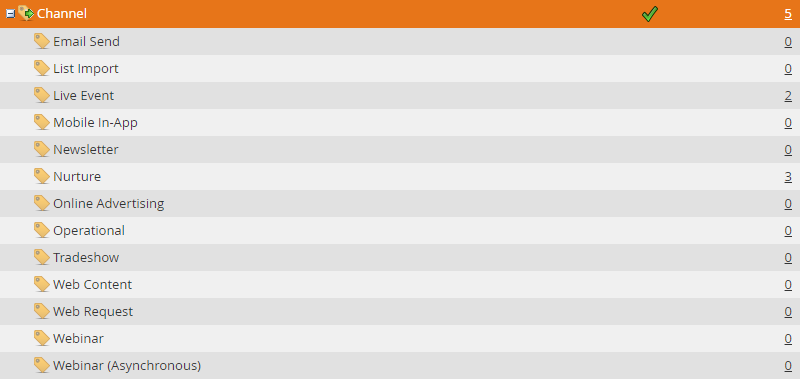 Channel 5
Email Send 0
List Import 0
Live Event 2
Mobile In-App 0
Newsletter 0
Nurture 3
Online Advertising 0
Operational 0
Tradeshow 0
Web Content 0
Web Request 0
Webinar 0
Webinar (Asynchronous) 0